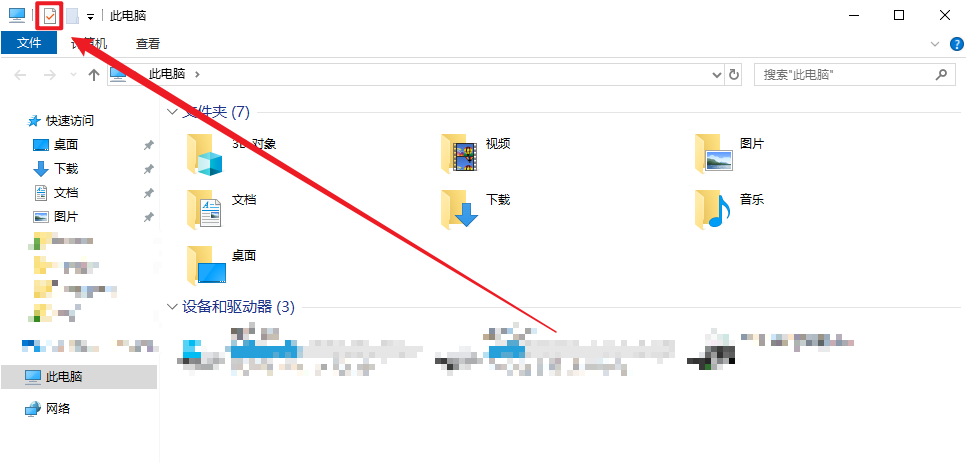 此电脑
文件 计算机 查看
此电脑 搜索"此电脑"
快速访问
桌面
下载
文档
图片
此电脑
网络
文件夹 (7)
3D 对象 视频 图片
文档 下载 音乐
桌面
设备和驱动器 (3)